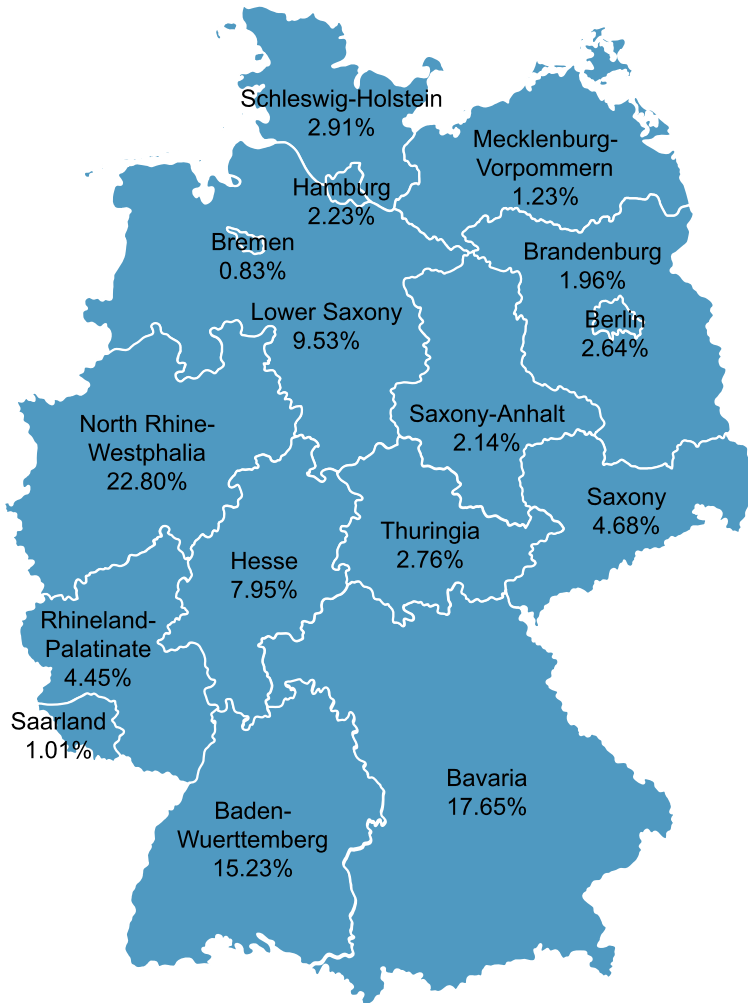 Schleswig-Holstein
2.91%
Mecklenburg-
Vorpommern
1.23%
Hamburg
2.23%
Bremen
0.83%
Brandenburg
1.96%
Lower Saxony
9.53%
Berlin
2.64%
North Rhine-
Westphalia
22.80%
Saxony-Anhalt
2.14%
Saxony
4.68%
Thuringia
2.76%
Hesse
7.95%
Rhineland-
Palatinate
4.45%
Saarland
1.01%
Bavaria
17.65%
Baden-
Wuerttemberg
15.23%